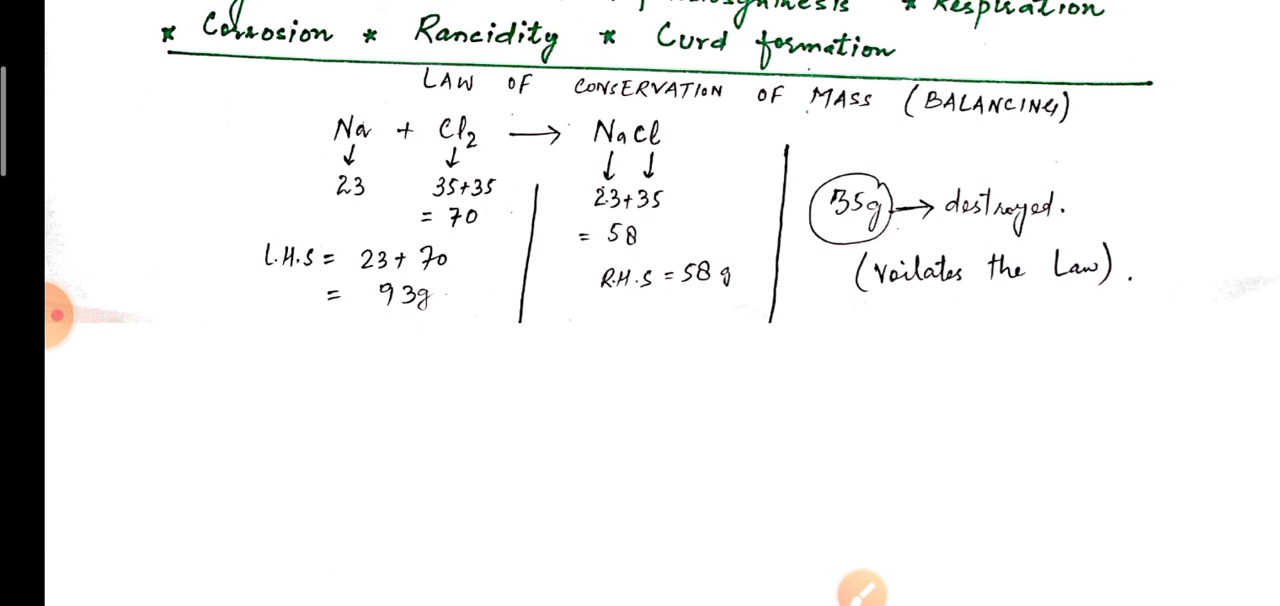 Respiration
* Corrosion * Rancidity * Curd formation
LAW OF CONSERVATION OF MASS (BALANCING)
Na + Cl2 → NaCl
↓ ↓ ↓ ↓
23 35+35 23+35
= 70 = 58
L.H.S = 23+ 70 R.H.S = 58 g
= 93g
35g → destroyed.
(Voilates the Law).